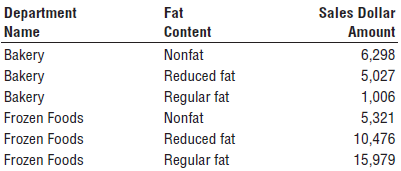 Department Fat Sales Dollar
Name Content Amount
Bakery Nonfat 6,298
Bakery Reduced fat 5,027
Bakery Regular fat 1,006
Frozen Foods Nonfat 5,321
Frozen Foods Reduced fat 10,476
Frozen Foods Regular fat 15,979